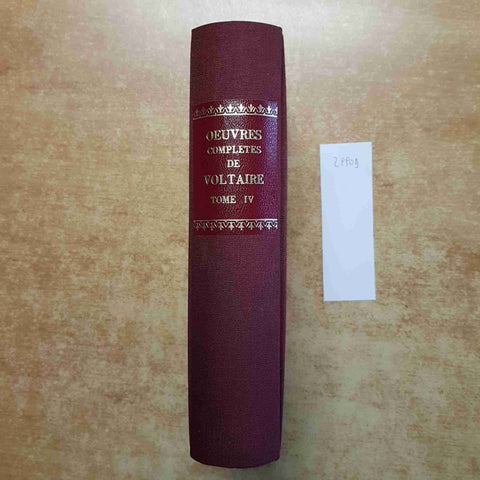 OEUVRES
COMPLETES
DE
VOLTAIRE
TOME IV